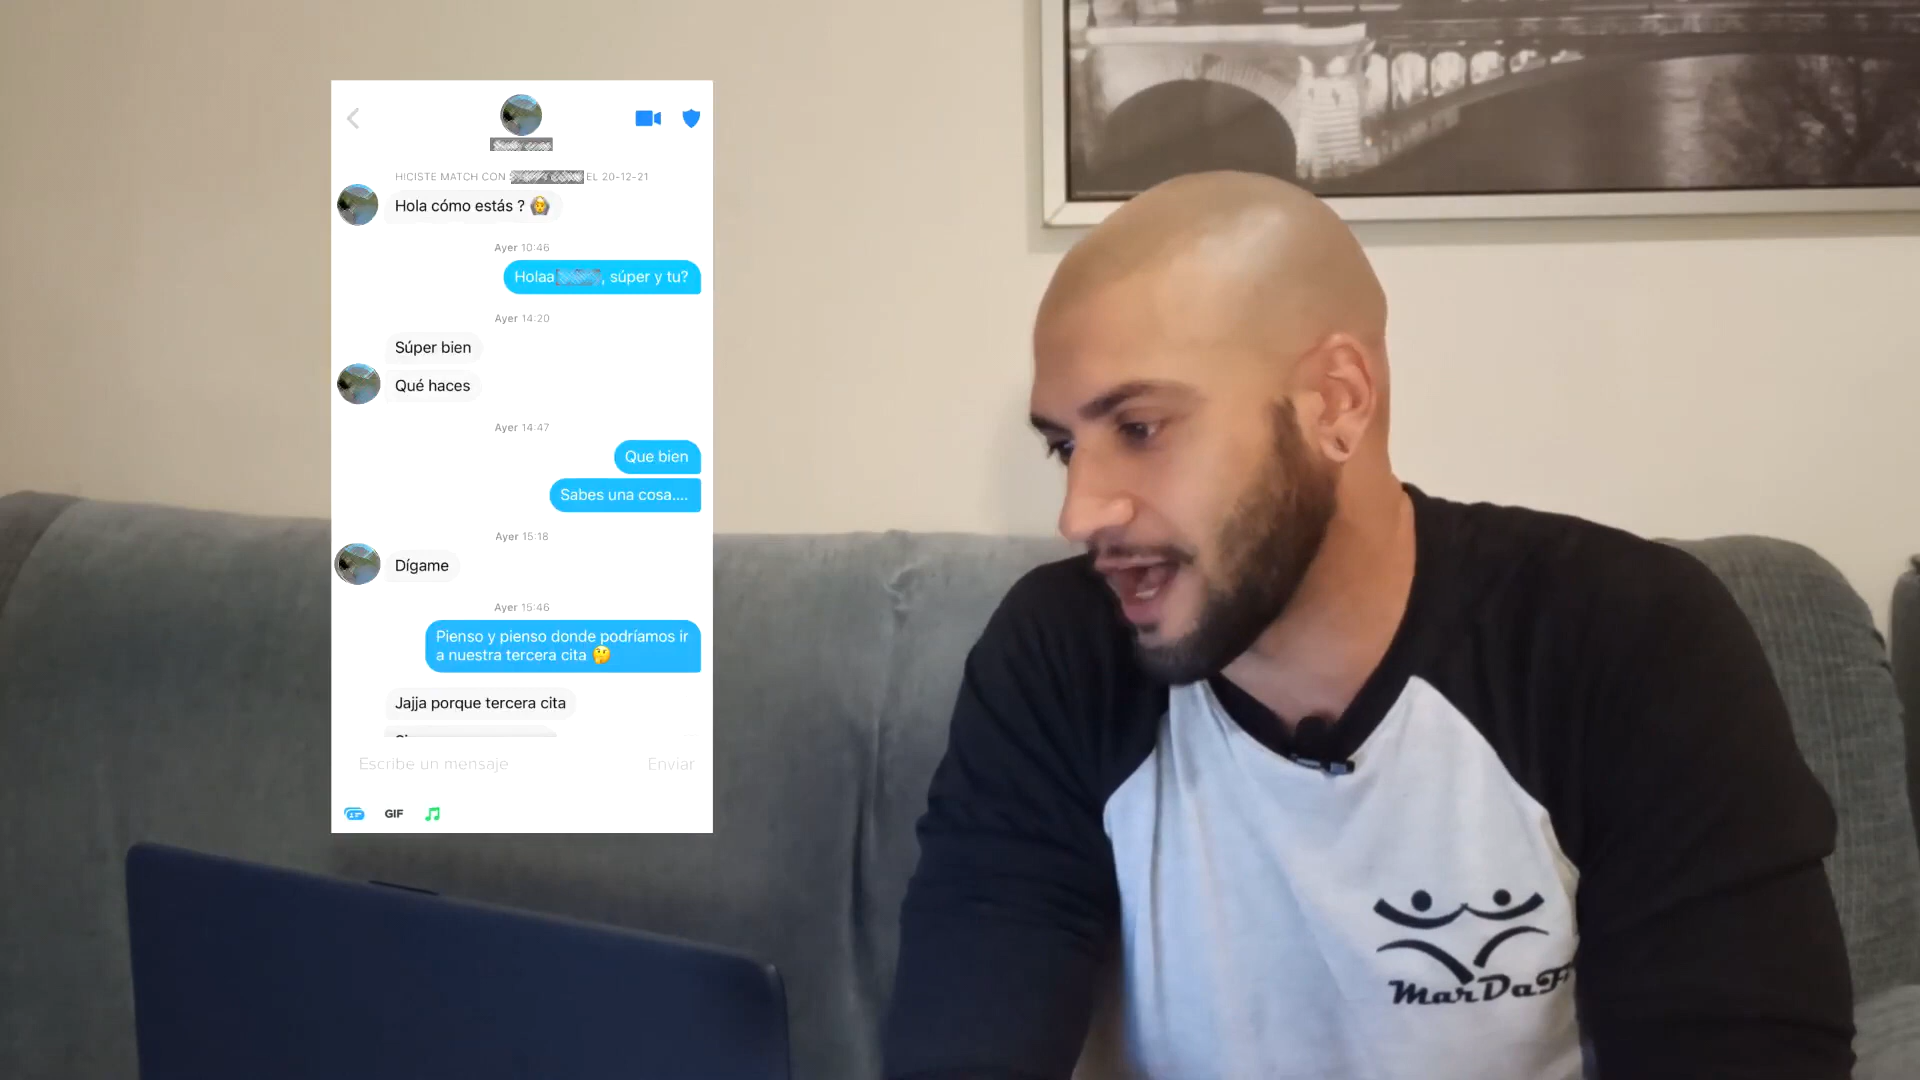 HICISTE MATCH CON EL 20-12-21
Hola cómo estás ?
Ayer 10:46
Holaa , súper y tu?
Ayer 14:20
Súper bien
Qué haces
Ayer 14:47
Que bien
Sabes una cosa....
Ayer 15:18
Dígame
Ayer 15:46
Pienso y pienso donde podríamos ir
a nuestra tercera cita
Jajja porque tercera cita
Escribe un mensaje Enviar
GIF
MarDaF